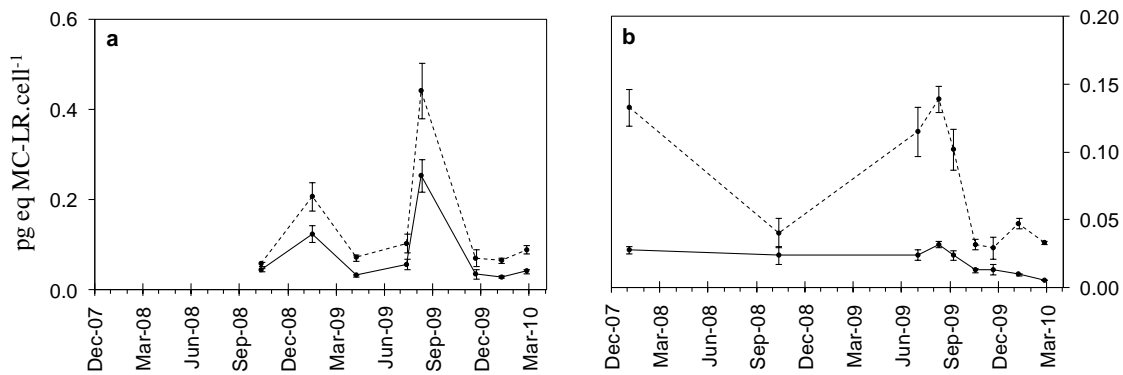 pg eq MC-LR.cell-1
a
0.6
0.4
0.2
0.0
Dec-07
Mar-08
Jun-08
Sep-08
Dec-08
Mar-09
Jun-09
Sep-09
Dec-09
Mar-10
b
0.20
0.15
0.10
0.05
0.00
Dec-07
Mar-08
Jun-08
Sep-08
Dec-08
Mar-09
Jun-09
Sep-09
Dec-09
Mar-10